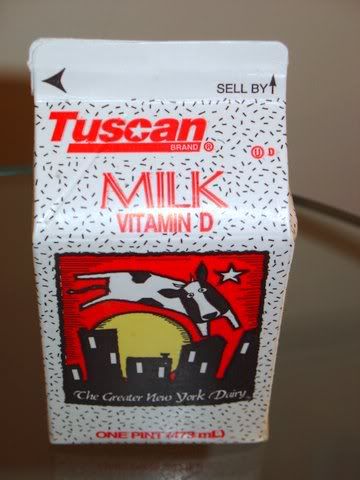 SELL BY
Tuscan
BRAND ®
U D
MILK
VITAMIN D
The Greater New York Dairy
ONE PINT (473 mL)